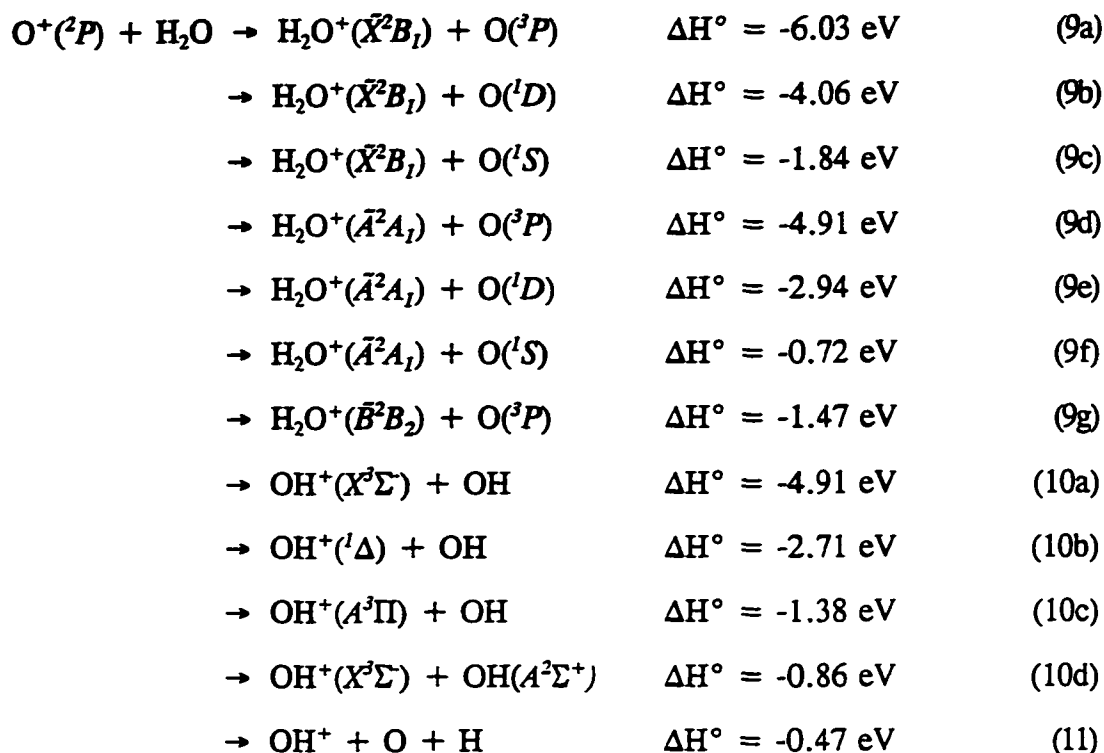 O⁺(²P) + H₂O → H₂O⁺(X̃²B₁) + O(³P) ΔH° = -6.03 eV (9a)
→ H₂O⁺(X̃²B₁) + O(¹D) ΔH° = -4.06 eV (9b)
→ H₂O⁺(X̃²B₁) + O(¹S) ΔH° = -1.84 eV (9c)
→ H₂O⁺(òA₁) + O(³P) ΔH° = -4.91 eV (9d)
→ H₂O⁺(òA₁) + O(¹D) ΔH° = -2.94 eV (9e)
→ H₂O⁺(òA₁) + O(¹S) ΔH° = -0.72 eV (9f)
→ H₂O⁺(B̃²B₂) + O(³P) ΔH° = -1.47 eV (9g)
→ OH⁺(X³Σ⁻) + OH ΔH° = -4.91 eV (10a)
→ OH⁺(¹Δ) + OH ΔH° = -2.71 eV (10b)
→ OH⁺(A³Π) + OH ΔH° = -1.38 eV (10c)
→ OH⁺(X³Σ⁻) + OH(A²Σ⁺) ΔH° = -0.86 eV (10d)
→ OH⁺ + O + H ΔH° = -0.47 eV (11)